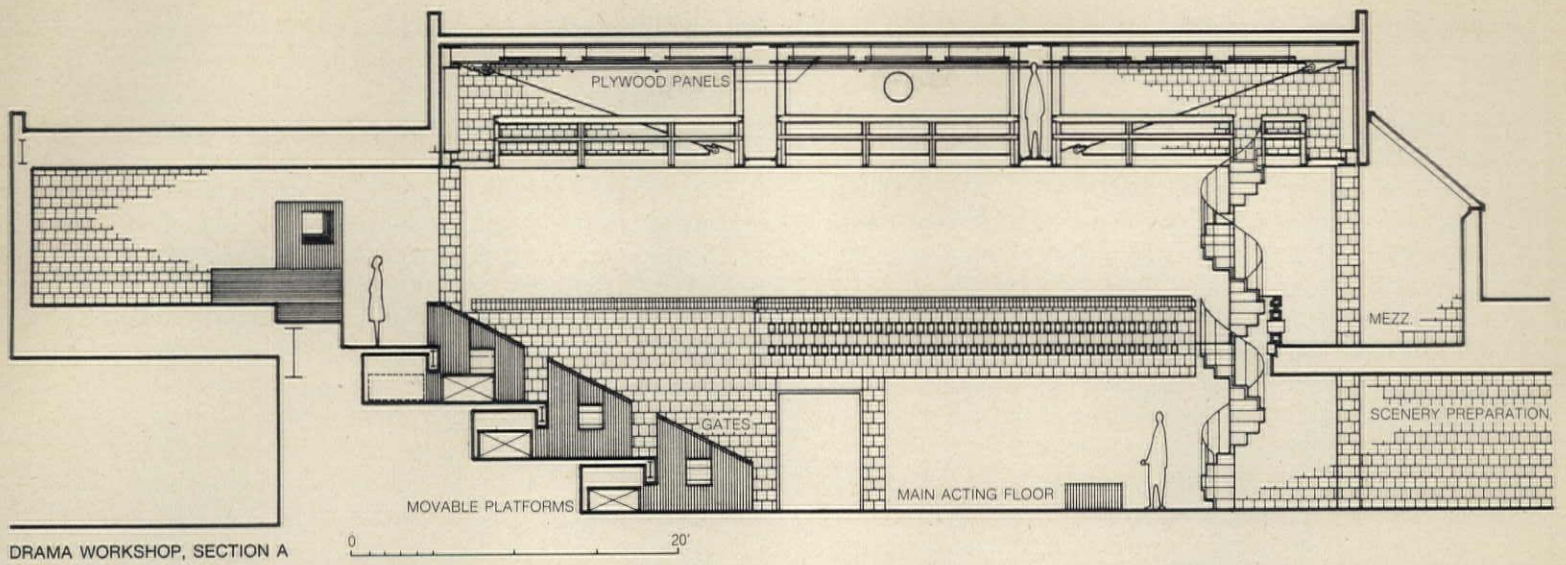 PLYWOOD PANELS
MEZZ.
SCENERY PREPARATION
GATES
MAIN ACTING FLOOR
MOVABLE PLATFORMS
DRAMA WORKSHOP, SECTION A
0 20'